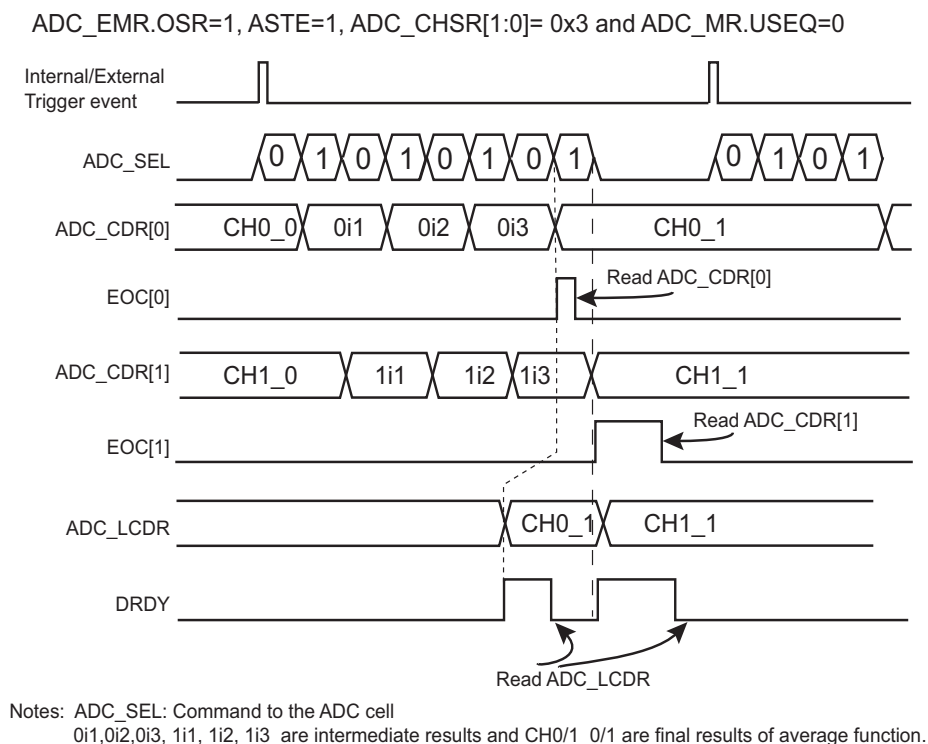 ADC_EMR.OSR=1, ASTE=1, ADC_CHSR[1:0]= 0x3 and ADC_MR.USEQ=0
Internal/External
Trigger event
ADC_SEL 0 1 0 1 0 1 0 1 0 1 0 1
ADC_CDR[0] CH0_0 0i1 0i2 0i3 CH0_1
EOC[0] Read ADC_CDR[0]
ADC_CDR[1] CH1_0 1i1 1i2 1i3 CH1_1
EOC[1] Read ADC_CDR[1]
ADC_LCDR CH0_1 CH1_1
DRDY
Read ADC_LCDR
Notes: ADC_SEL: Command to the ADC cell
0i1,0i2,0i3, 1i1, 1i2, 1i3 are intermediate results and CH0/1_0/1 are final results of average function.